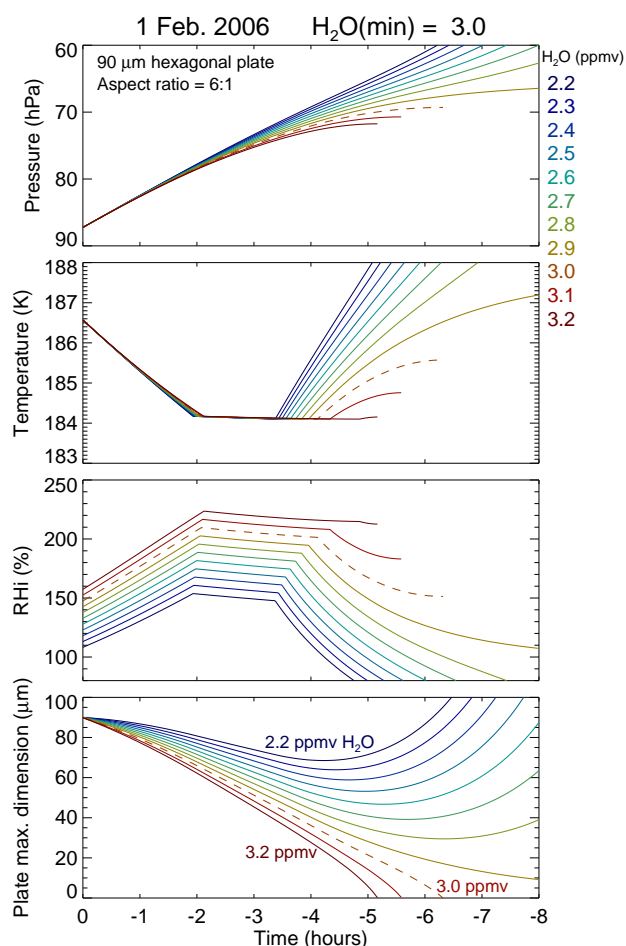 1 Feb. 2006 H₂O(min) = 3.0
60
70
80
90
Pressure (hPa)
90 μm hexagonal plate
Aspect ratio = 6:1
H₂O (ppmv)
2.2
2.3
2.4
2.5
2.6
2.7
2.8
2.9
3.0
3.1
3.2
188
187
186
185
184
183
Temperature (K)
250
200
150
100
RHi (%)
100
80
60
40
20
0
Plate max. dimension (μm)
2.2 ppmv H₂O
3.2 ppmv
3.0 ppmv
0 -1 -2 -3 -4 -5 -6 -7 -8
Time (hours)